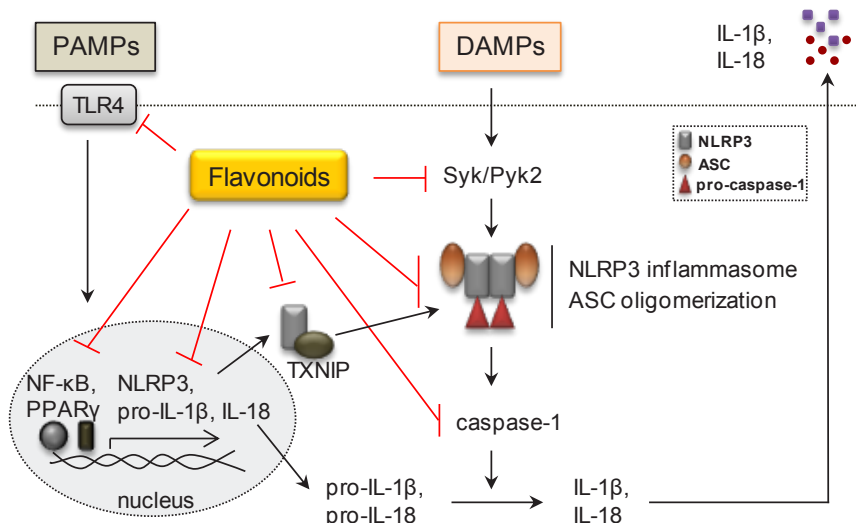 PAMPs
DAMPs
IL-1β,
IL-18
TLR4
NLRP3
ASC
pro-caspase-1
Flavonoids
Syk/Pyk2
NLRP3 inflammasome
ASC oligomerization
TXNIP
NF-κB,
PPARγ
NLRP3,
pro-IL-1β, IL-18
caspase-1
nucleus
pro-IL-1β,
pro-IL-18
IL-1β,
IL-18